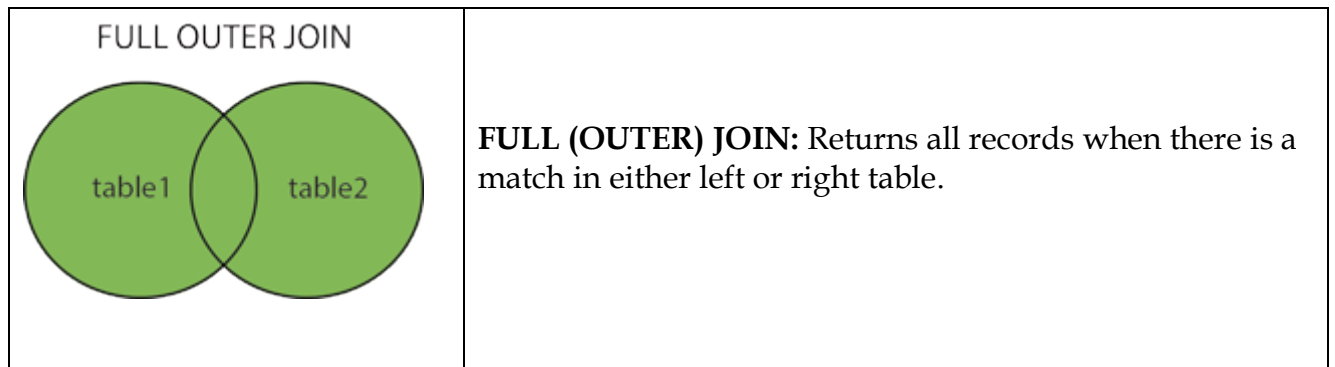 FULL OUTER JOIN
table1
table2
FULL (OUTER) JOIN: Returns all records when there is a
match in either left or right table.